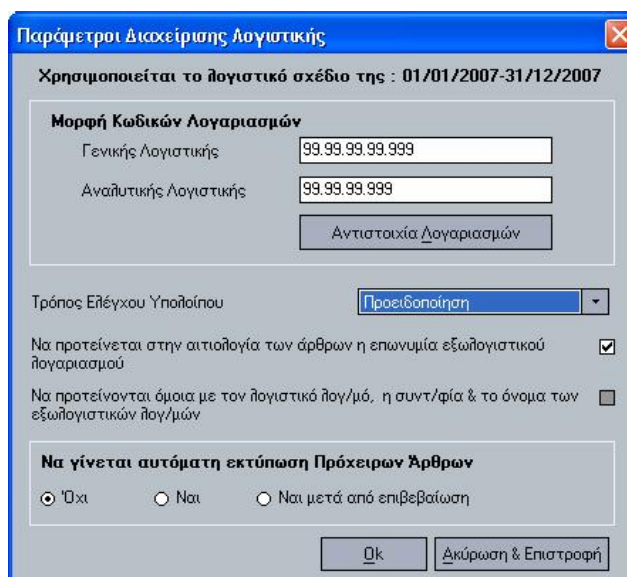 Παράμετροι Διαχείρισης Λογιστικής
Χρησιμοποιείται το λογιστικό σχέδιο της : 01/01/2007-31/12/2007
Μορφή Κωδικών Λογαριασμών
Γενικής Λογιστικής 99.99.99.99.999
Αναλυτικής Λογιστικής 99.99.99.999
Αντιστοιχία Λογαριασμών
Τρόπος Ελέγχου Υπολοίπου Προειδοποίηση
Να προτείνεται στην αιτιολογία των άρθρων η επωνυμία εξωλογιστικού
λογαριασμού
Να προτείνονται όμοια με τον λογιστικό λογ/μό, η συντ/φία & το όνομα των
εξωλογιστικών λογ/μών
Να γίνεται αυτόματη εκτύπωση Πρόχειρων Άρθρων
Όχι Ναι Ναι μετά από επιβεβαίωση
Ok Ακύρωση & Επιστροφή